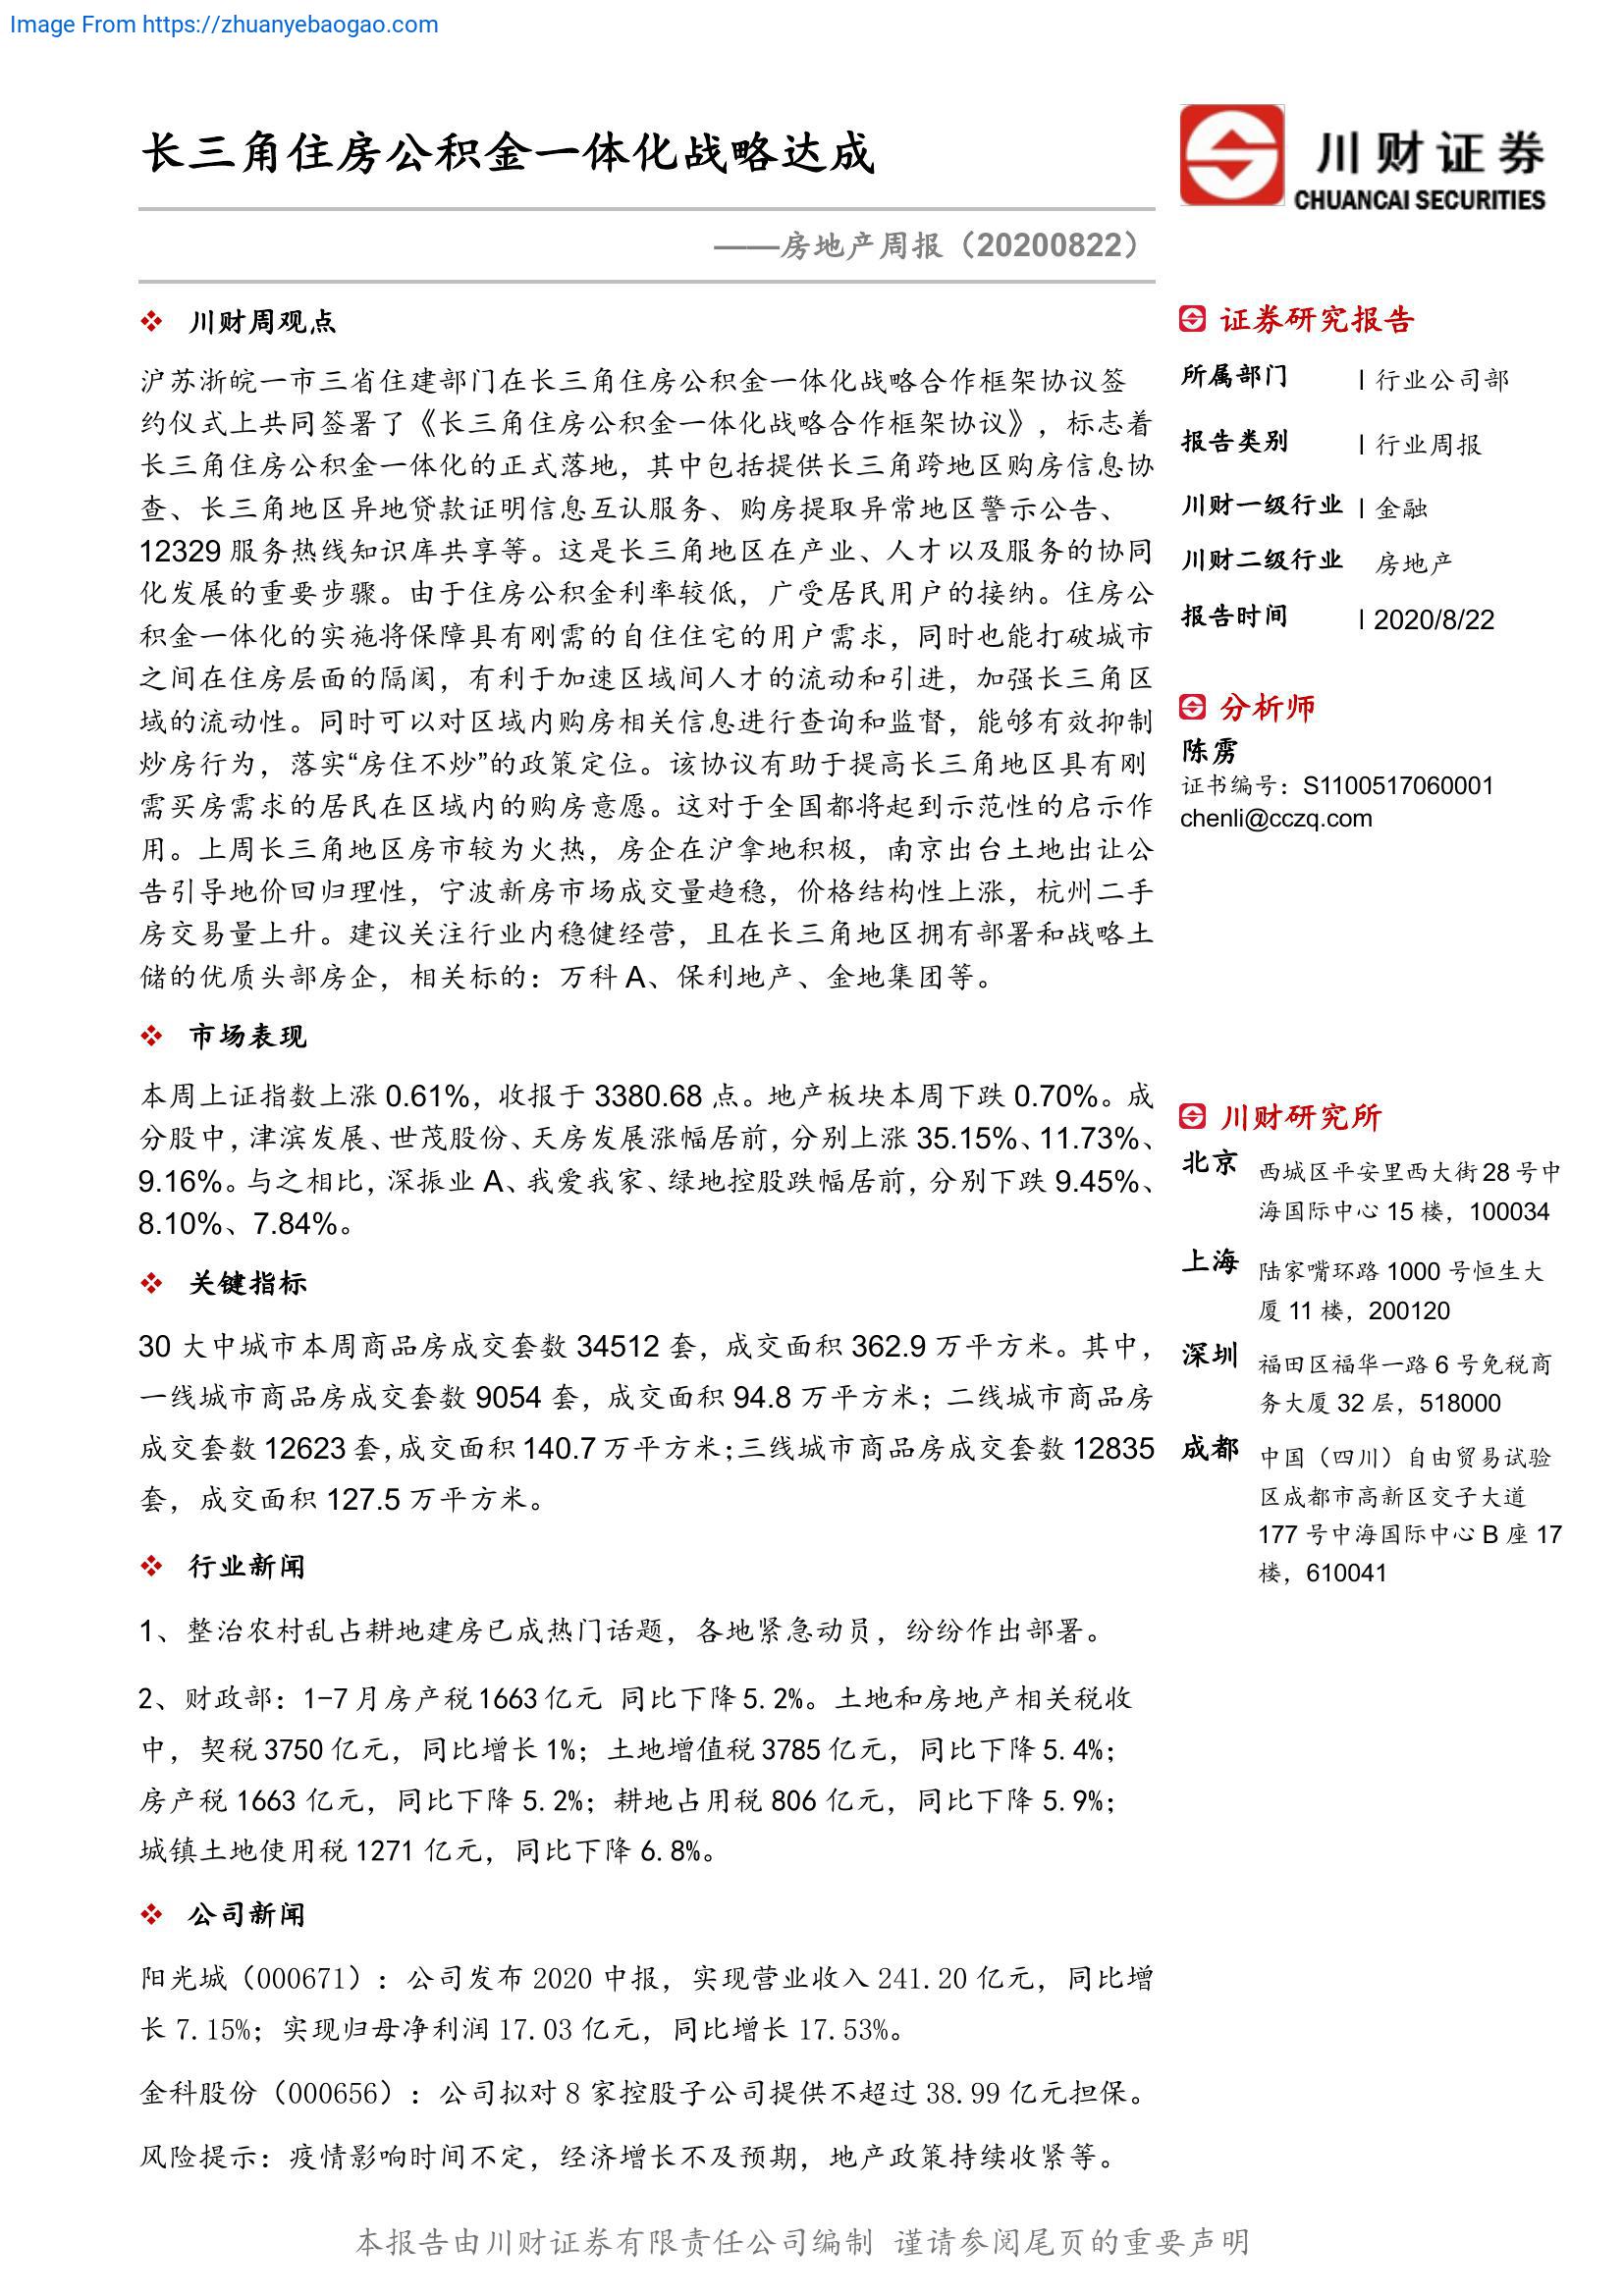 Image From https://zhuanyebaogao.com
长三角住房公积金一体化战略达成
川财证券
CHUANCAI SECURITIES
——房地产周报（20200822）
川财周观点
沪苏浙皖一市三省住建部门在长三角住房公积金一体化战略合作框架协议签
约仪式上共同签署了《长三角住房公积金一体化战略合作框架协议》，标志着
长三角住房公积金一体化的正式落地，其中包括提供长三角跨地区购房信息协
查、长三角地区异地贷款证明信息互认服务、购房提取异常地区警示公告、
12329 服务热线知识库共享等。这是长三角地区在产业、人才以及服务的协同
化发展的重要步骤。由于住房公积金利率较低，广受居民用户的接纳。住房公
积金一体化的实施将保障具有刚需的自住住宅的用户需求，同时也能打破城市
之间在住房层面的隔阂，有利于加速区域间人才的流动和引进，加强长三角区
域的流动性。同时可以对区域内购房相关信息进行查询和监督，能够有效抑制
炒房行为，落实“房住不炒”的政策定位。该协议有助于提高长三角地区具有刚
需买房需求的居民在区域内的购房意愿。这对于全国都将起到示范性的启示作
用。上周长三角地区房市较为火热，房企在沪拿地积极，南京出台土地出让公
告引导地价回归理性，宁波新房市场成交量趋稳，价格结构性上涨，杭州二手
房交易量上升。建议关注行业内稳健经营，且在长三角地区拥有部署和战略土
储的优质头部房企，相关标的：万科 A、保利地产、金地集团等。
市场表现
本周上证指数上涨 0.61%，收报于 3380.68 点。地产板块本周下跌 0.70%。成
分股中，津滨发展、世茂股份、天房发展涨幅居前，分别上涨 35.15%、11.73%、
9.16%。与之相比，深振业 A、我爱我家、绿地控股跌幅居前，分别下跌 9.45%、
8.10%、7.84%。
关键指标
30 大中城市本周商品房成交套数 34512 套，成交面积 362.9 万平方米。其中，
一线城市商品房成交套数 9054 套，成交面积 94.8 万平方米；二线城市商品房
成交套数 12623 套，成交面积 140.7 万平方米；三线城市商品房成交套数 12835
套，成交面积 127.5 万平方米。
行业新闻
1、整治农村乱占耕地建房已成热门话题，各地紧急动员，纷纷作出部署。
2、财政部：1-7 月房产税 1663 亿元 同比下降 5.2%。土地和房地产相关税收
中，契税 3750 亿元，同比增长 1%；土地增值税 3785 亿元，同比下降 5.4%；
房产税 1663 亿元，同比下降 5.2%；耕地占用税 806 亿元，同比下降 5.9%；
城镇土地使用税 1271 亿元，同比下降 6.8%。
公司新闻
阳光城（000671）：公司发布 2020 中报，实现营业收入 241.20 亿元，同比增
长 7.15%；实现归母净利润 17.03 亿元，同比增长 17.53%。
金科股份（000656）：公司拟对 8 家控股子公司提供不超过 38.99 亿元担保。
风险提示：疫情影响时间不定，经济增长不及预期，地产政策持续收紧等。
证券研究报告
所属部门 | 行业公司部
报告类别 | 行业周报
川财一级行业 | 金融
川财二级行业 房地产
报告时间 | 2020/8/22
分析师
陈雳
证书编号：S1100517060001
chenli@cczq.com
川财研究所
北京 西城区平安里西大街 28 号中
海国际中心 15 楼，100034
上海 陆家嘴环路 1000 号恒生大
厦 11 楼，200120
深圳 福田区福华一路 6 号免税商
务大厦 32 层，518000
成都 中国（四川）自由贸易试验
区成都市高新区交子大道
177 号中海国际中心 B 座 17
楼，610041
本报告由川财证券有限责任公司编制 谨请参阅尾页的重要声明